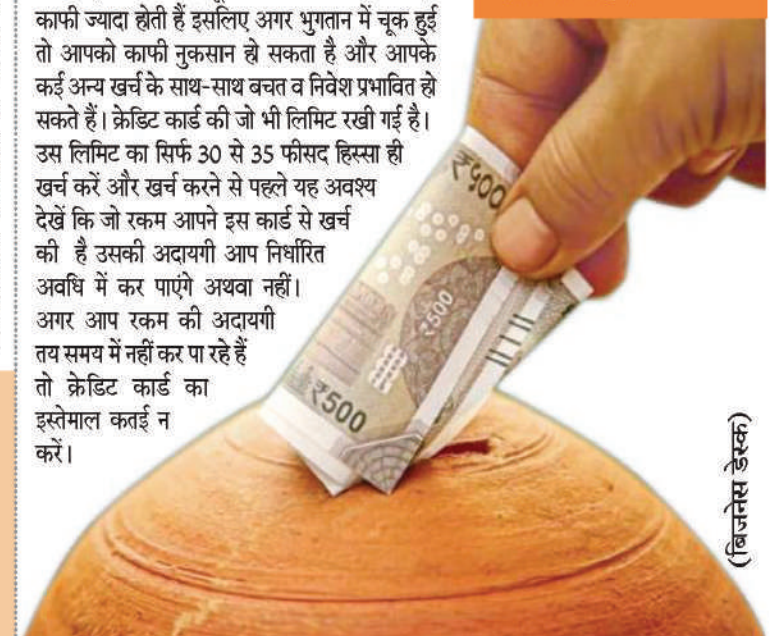 काफी ज्यादा होती हैं इसलिए अगर भुगतान में चूक हुई
तो आपको काफी नुकसान हो सकता है और आपके
कई अन्य खर्च के साथ-साथ बचत व निवेश प्रभावित हो
सकते हैं। क्रेडिट कार्ड की जो भी लिमिट रखी गई है।
उस लिमिट का सिर्फ 30 से 35 फीसद हिस्सा ही
खर्च करें और खर्च करने से पहले यह अवश्य
देखें कि जो रकम आपने इस कार्ड से खर्च
की है उसकी अदायगी आप निर्धारित
अवधि में कर पाएंगे अथवा नहीं।
अगर आप रकम की अदायगी
तय समय में नहीं कर पा रहे हैं
तो क्रेडिट कार्ड का
इस्तेमाल कतई न
करें।
₹५00
₹500
₹500
(बिजनेस डेस्क)